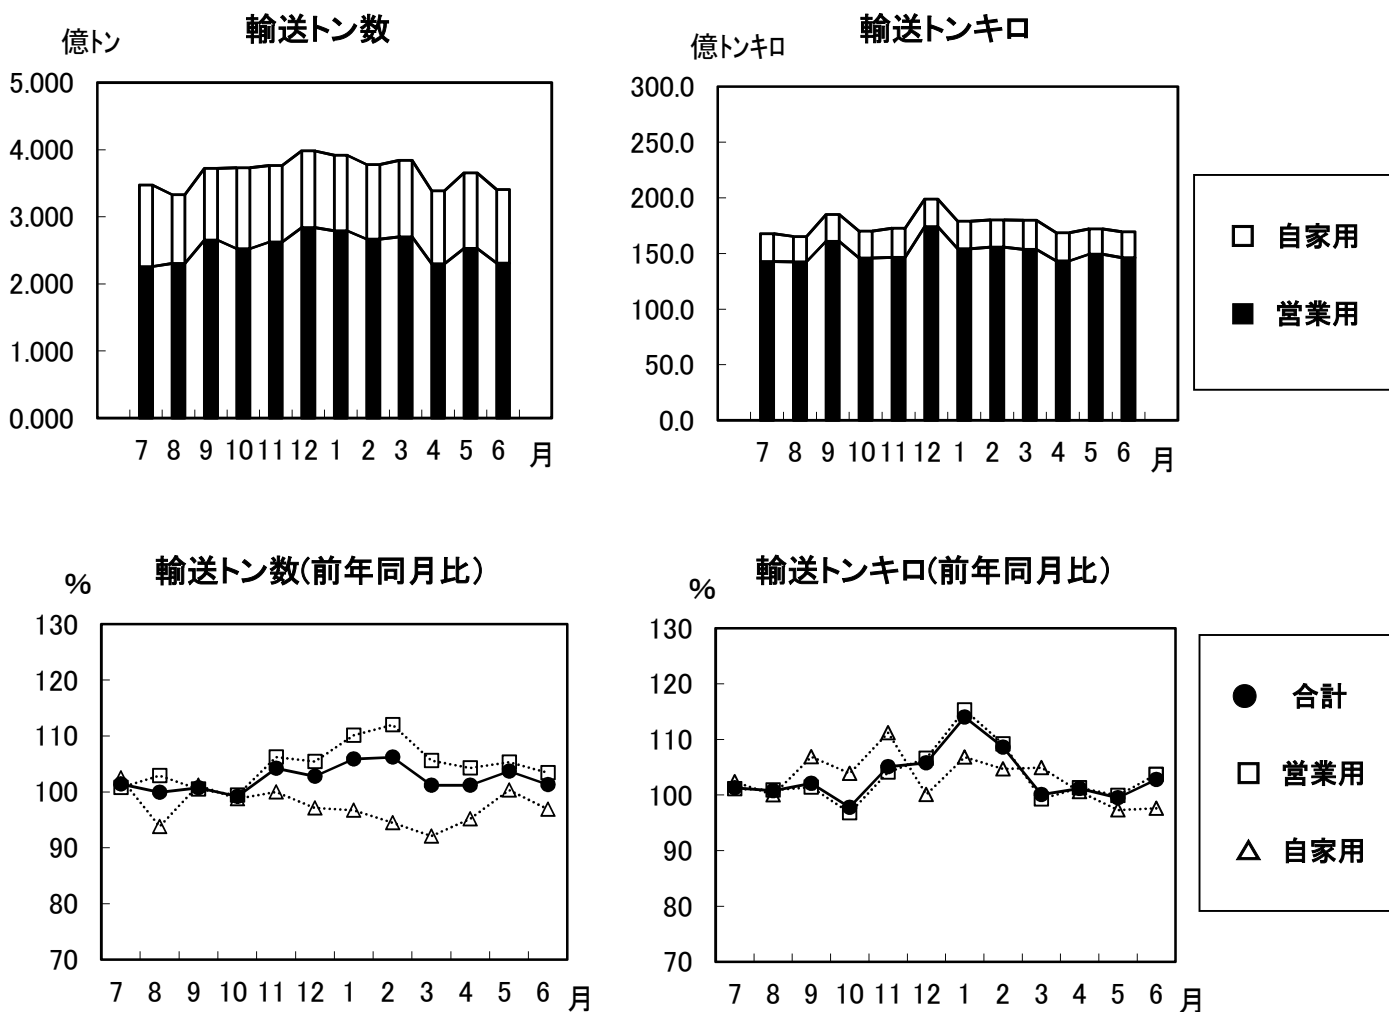 輸送トン数
億トン
5.000
4.000
3.000
2.000
1.000
0.000
7 8 9 10 11 12 1 2 3 4 5 6 月
輸送トンキロ
億トンキロ
300.0
250.0
200.0
150.0
100.0
50.0
0.0
7 8 9 10 11 12 1 2 3 4 5 6 月
自家用
営業用
輸送トン数(前年同月比)
%
130
120
110
100
90
80
70
7 8 9 10 11 12 1 2 3 4 5 6 月
輸送トンキロ(前年同月比)
%
130
120
110
100
90
80
70
7 8 9 10 11 12 1 2 3 4 5 6 月
合計
営業用
自家用